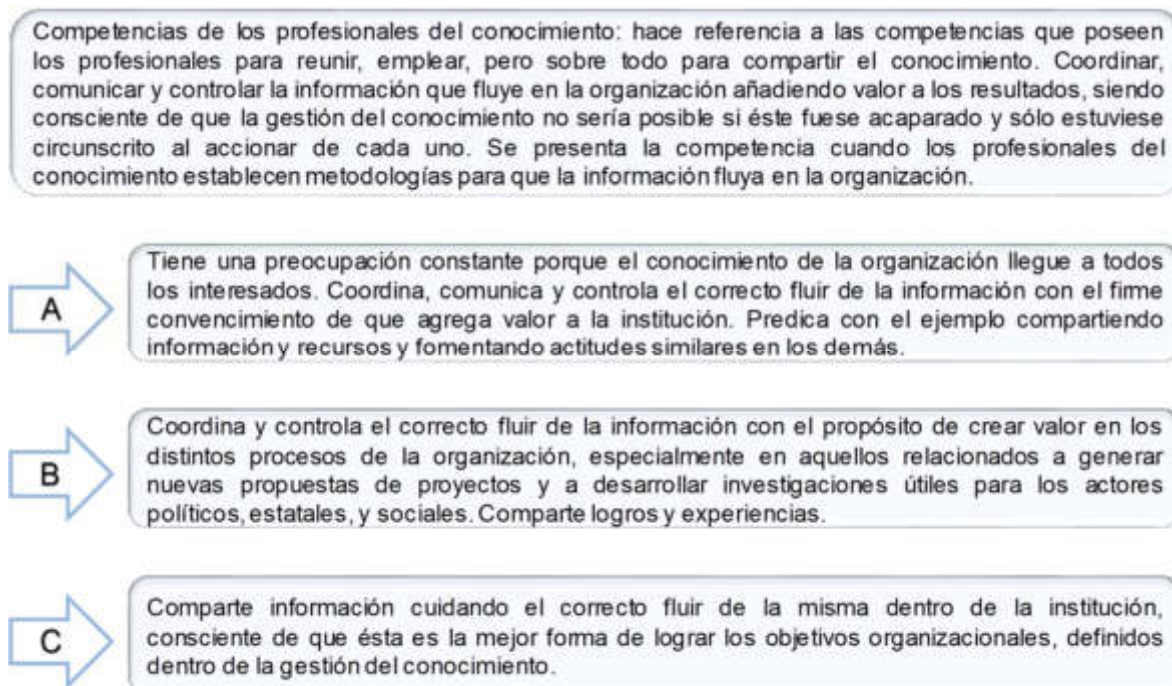 Competencias de los profesionales del conocimiento: hace referencia a las competencias que poseen
los profesionales para reunir, emplear, pero sobre todo para compartir el conocimiento. Coordinar,
comunicar y controlar la información que fluye en la organización añadiendo valor a los resultados, siendo
consciente de que la gestión del conocimiento no sería posible si éste fuese acaparado y sólo estuviese
circunscrito al accionar de cada uno. Se presenta la competencia cuando los profesionales del
conocimiento establecen metodologías para que la información fluya en la organización.
A
Tiene una preocupación constante porque el conocimiento de la organización llegue a todos
los interesados. Coordina, comunica y controla el correcto fluir de la información con el firme
convencimiento de que agrega valor a la institución. Predica con el ejemplo compartiendo
información y recursos y fomentando actitudes similares en los demás.
B
Coordina y controla el correcto fluir de la información con el propósito de crear valor en los
distintos procesos de la organización, especialmente en aquellos relacionados a generar
nuevas propuestas de proyectos y a desarrollar investigaciones útiles para los actores
políticos, estatales, y sociales. Comparte logros y experiencias.
C
Comparte información cuidando el correcto fluir de la misma dentro de la institución,
consciente de que ésta es la mejor forma de lograr los objetivos organizacionales, definidos
dentro de la gestión del conocimiento.